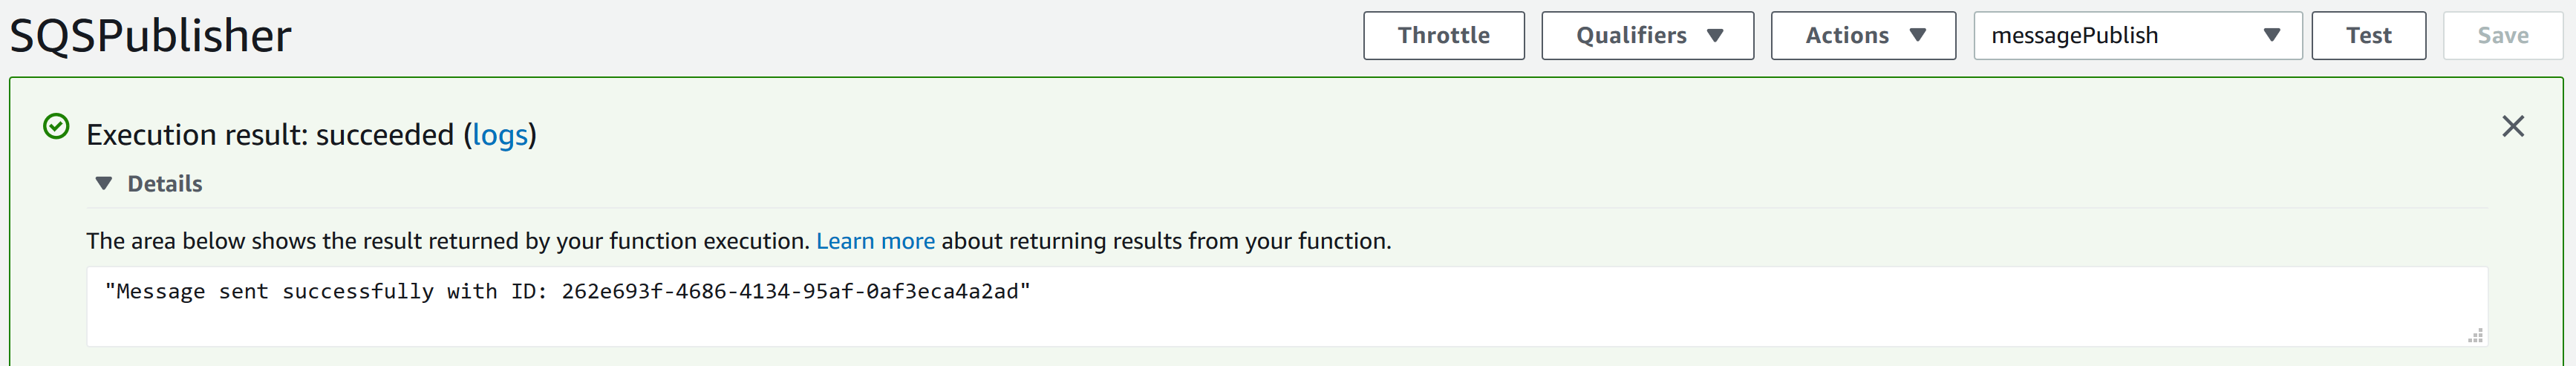 SQSPublisher
Throttle
Qualifiers
Actions
messagePublish
Test
Save
Execution result: succeeded (logs)
Details
The area below shows the result returned by your function execution. Learn more about returning results from your function.
"Message sent successfully with ID: 262e693f-4686-4134-95af-0af3eca4a2ad"